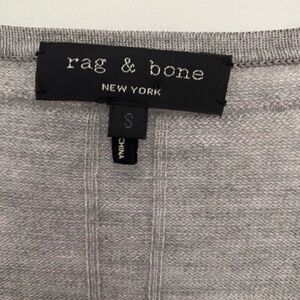 rag & bone
NEW YORK
S
CHINA